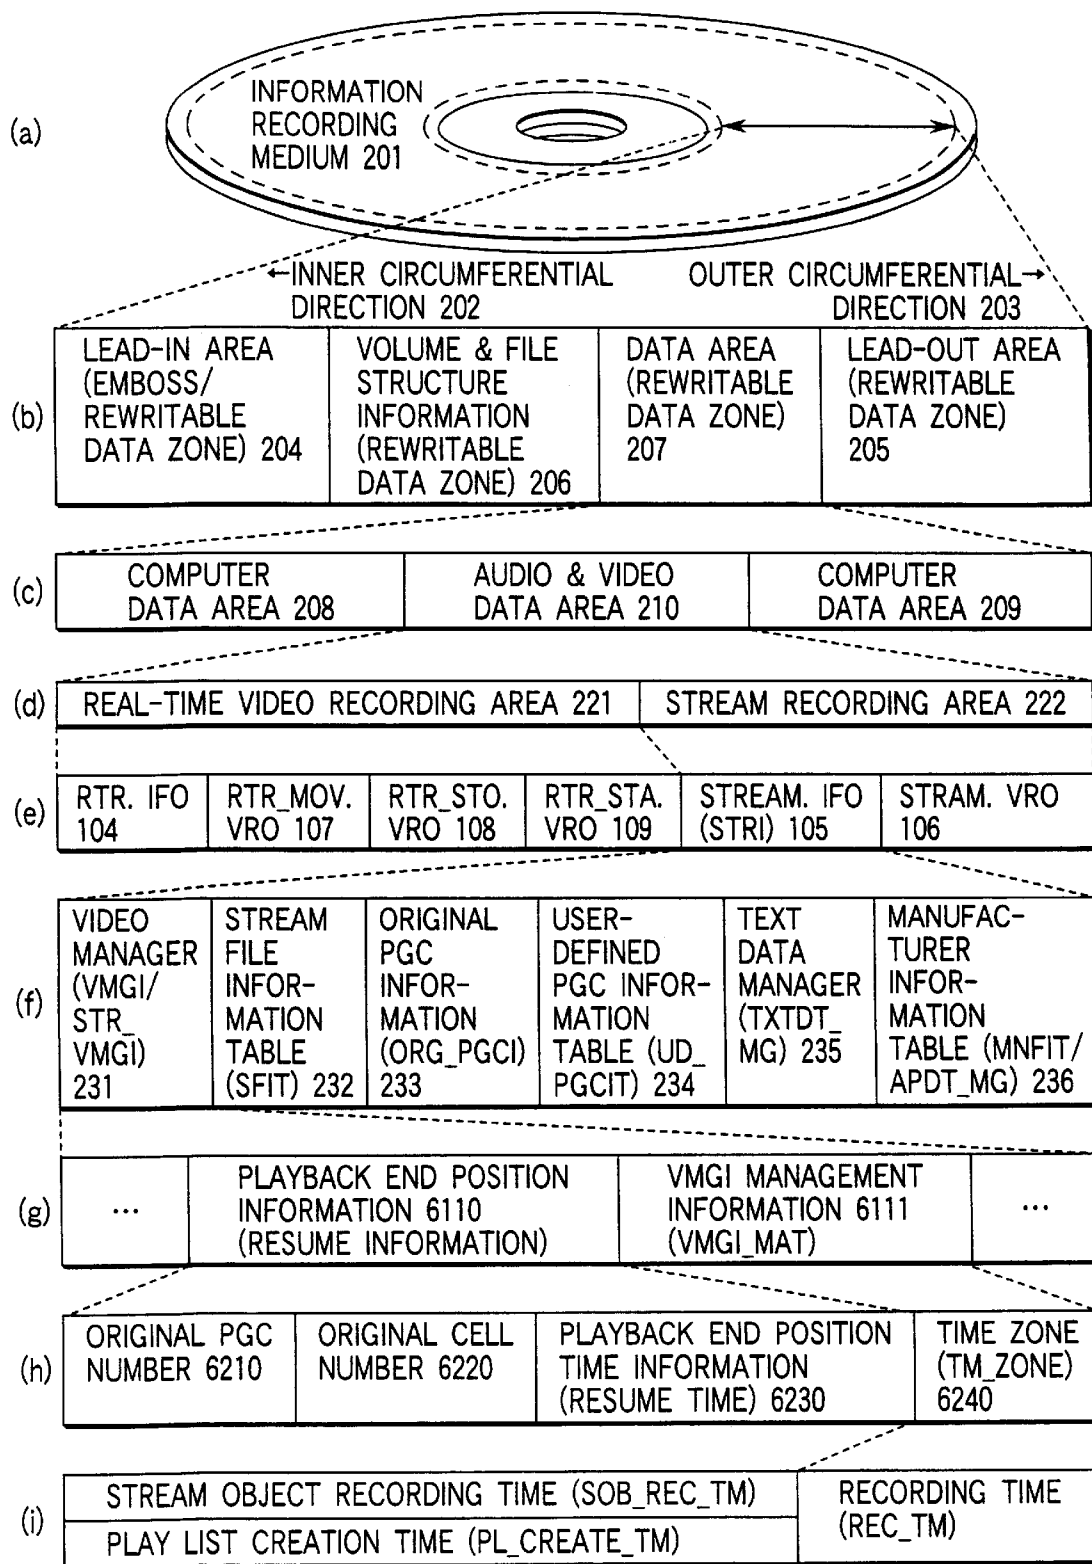 (a)
INFORMATION
RECORDING
MEDIUM 201
←INNER CIRCUMFERENTIAL
DIRECTION 202
OUTER CIRCUMFERENTIAL→
DIRECTION 203
(b)
LEAD-IN AREA
(EMBOSS/
REWRITABLE
DATA ZONE) 204
VOLUME & FILE
STRUCTURE
INFORMATION
(REWRITABLE
DATA ZONE) 206
DATA AREA
(REWRITABLE
DATA ZONE)
207
LEAD-OUT AREA
(REWRITABLE
DATA ZONE)
205
(c)
COMPUTER
DATA AREA 208
AUDIO & VIDEO
DATA AREA 210
COMPUTER
DATA AREA 209
(d)
REAL-TIME VIDEO RECORDING AREA 221
STREAM RECORDING AREA 222
(e)
RTR. IFO
104
RTR_MOV.
VRO 107
RTR_STO.
VRO 108
RTR_STA.
VRO 109
STREAM. IFO
(STRI) 105
STRAM. VRO
106
(f)
VIDEO
MANAGER
(VMGI/
STR_
VMGI)
231
STREAM
FILE
INFOR-
MATION
TABLE
(SFIT) 232
ORIGINAL
PGC
INFOR-
MATION
(ORG_PGCI)
233
USER-
DEFINED
PGC INFOR-
MATION
TABLE (UD_
PGCIT) 234
TEXT
DATA
MANAGER
(TXTDT_
MG) 235
MANUFAC-
TURER
INFOR-
MATION
TABLE (MNFIT/
APDT_MG) 236
(g)
...
PLAYBACK END POSITION
INFORMATION 6110
(RESUME INFORMATION)
VMGI MANAGEMENT
INFORMATION 6111
(VMGI_MAT)
...
(h)
ORIGINAL PGC
NUMBER 6210
ORIGINAL CELL
NUMBER 6220
PLAYBACK END POSITION
TIME INFORMATION
(RESUME TIME) 6230
TIME ZONE
(TM_ZONE)
6240
(i)
STREAM OBJECT RECORDING TIME (SOB_REC_TM)
PLAY LIST CREATION TIME (PL_CREATE_TM)
RECORDING TIME
(REC_TM)